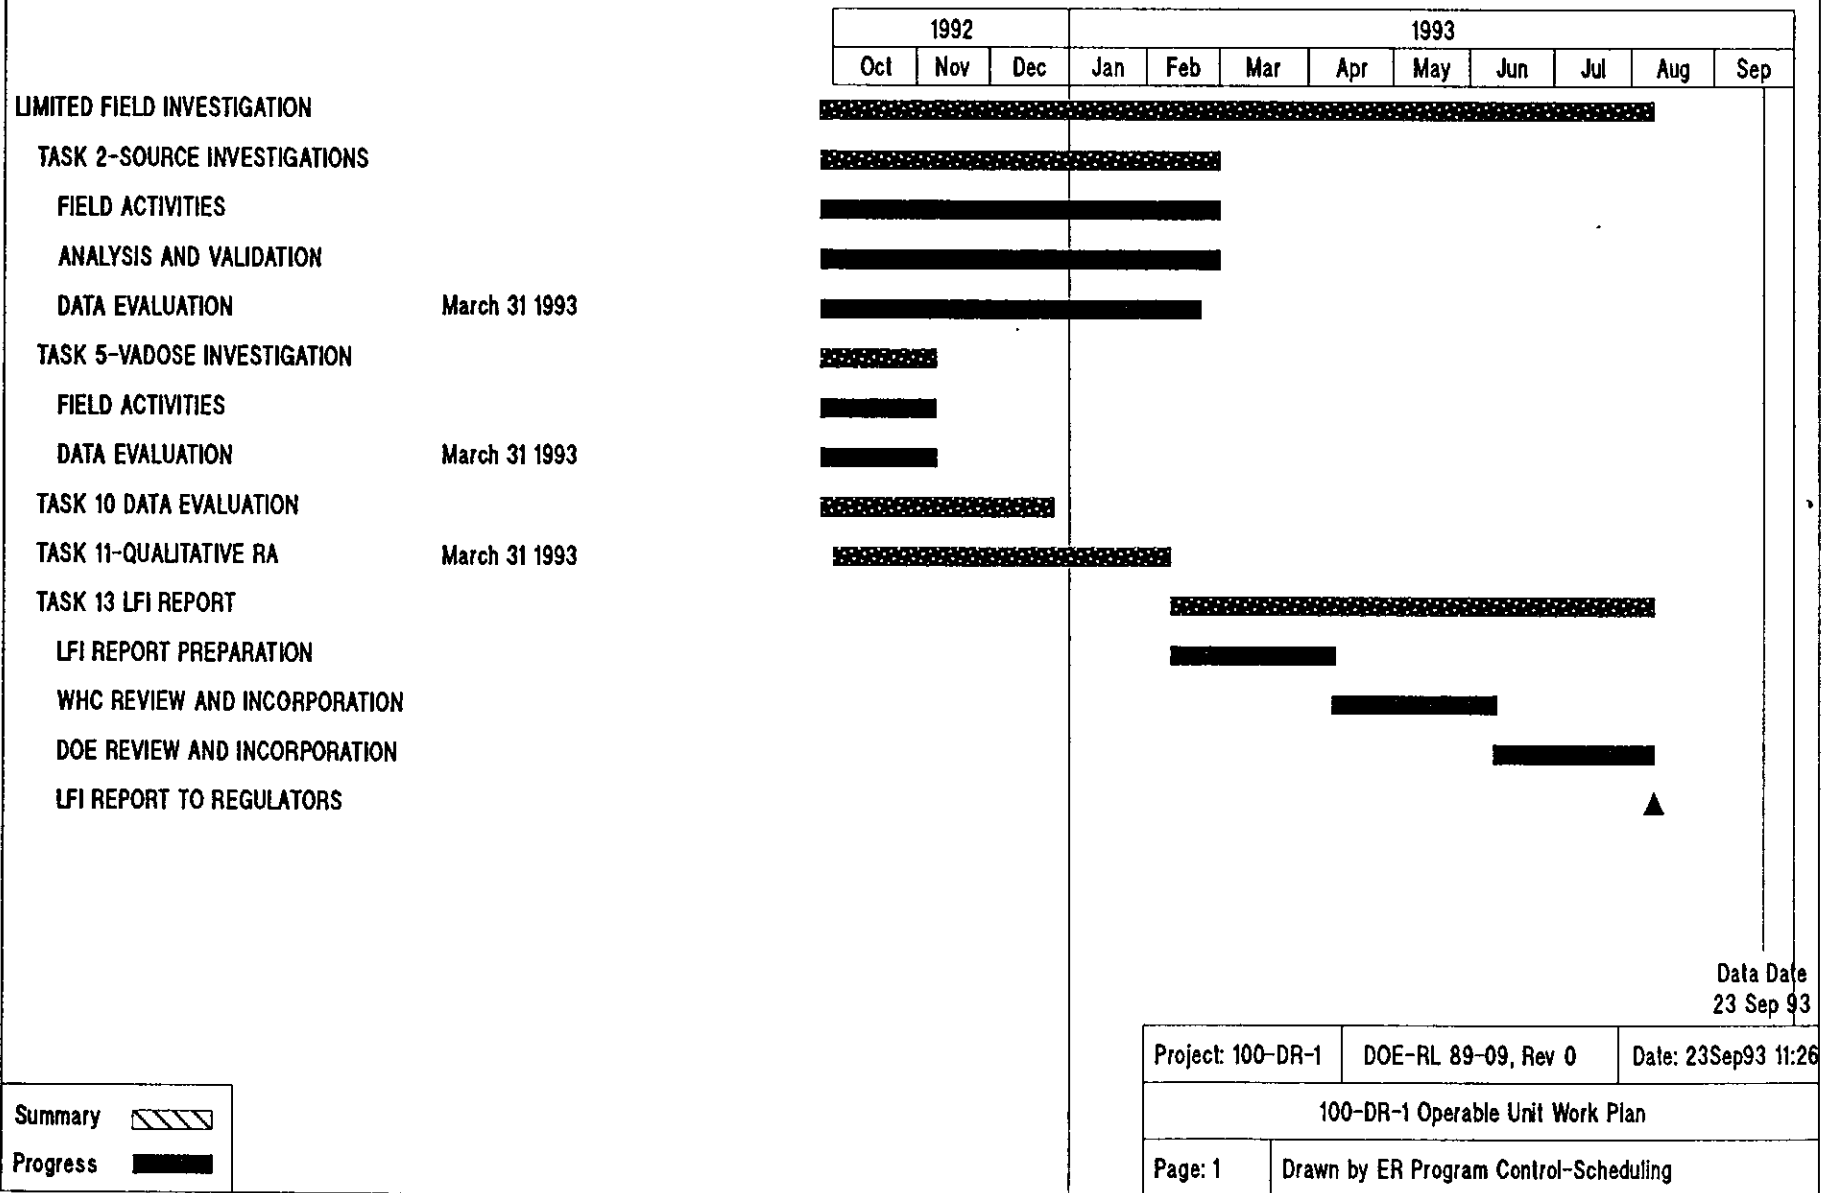 1992 1993
Oct Nov Dec Jan Feb Mar Apr May Jun Jul Aug Sep
LIMITED FIELD INVESTIGATION
TASK 2-SOURCE INVESTIGATIONS
FIELD ACTIVITIES
ANALYSIS AND VALIDATION
DATA EVALUATION March 31 1993
TASK 5-VADOSE INVESTIGATION
FIELD ACTIVITIES
DATA EVALUATION March 31 1993
TASK 10 DATA EVALUATION
TASK 11-QUALITATIVE RA March 31 1993
TASK 13 LFI REPORT
LFI REPORT PREPARATION
WHC REVIEW AND INCORPORATION
DOE REVIEW AND INCORPORATION
LFI REPORT TO REGULATORS
Data Date
23 Sep 93
Project: 100-DR-1 DOE-RL 89-09, Rev 0 Date: 23Sep93 11:26
100-DR-1 Operable Unit Work Plan
Page: 1 Drawn by ER Program Control-Scheduling
Summary
Progress